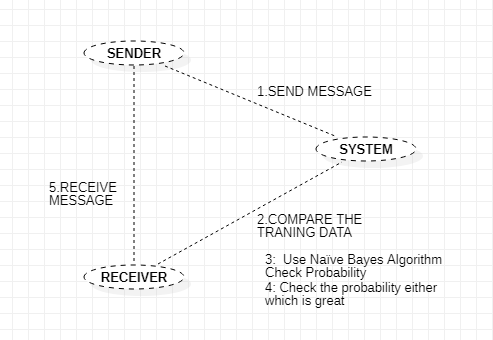 SENDER
1.SEND MESSAGE
SYSTEM
5.RECEIVE
MESSAGE
2.COMPARE THE
TRANING DATA
3:  Use Naïve Bayes Algorithm
Check Probability
RECEIVER
4: Check the probability either
which is great